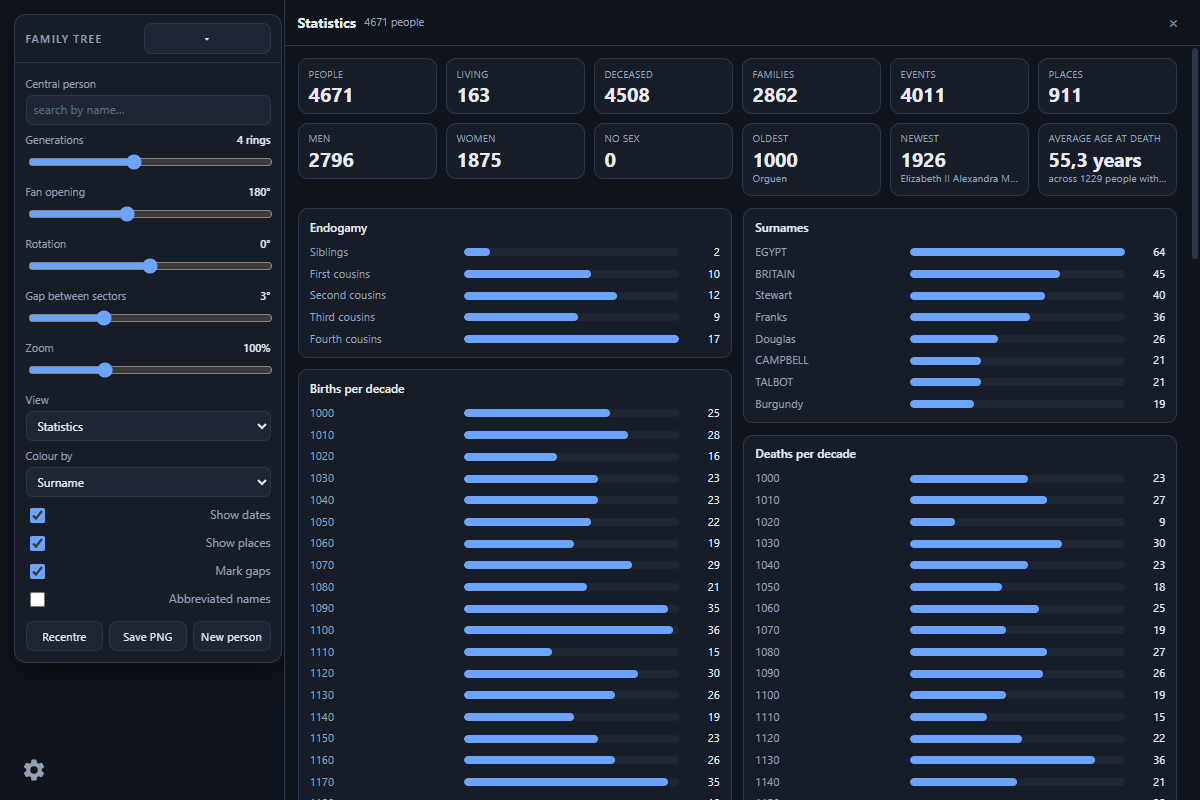 FAMILY TREE
Central person
search by name...
Generations 4 rings
Fan opening 180°
Rotation 0°
Gap between sectors 3°
Zoom 100%
View
Statistics
Colour by
Surname
Show dates
Show places
Mark gaps
Abbreviated names
Recentre Save PNG New person
Statistics 4671 people ×
PEOPLE
4671
LIVING
163
DECEASED
4508
FAMILIES
2862
EVENTS
4011
PLACES
911
MEN
2796
WOMEN
1875
NO SEX
0
OLDEST
1000
Orguen
NEWEST
1926
Elizabeth II Alexandra M...
AVERAGE AGE AT DEATH
55,3 years
across 1229 people with...
Endogamy
Siblings 2
First cousins 10
Second cousins 12
Third cousins 9
Fourth cousins 17
Births per decade
1000 25
1010 28
1020 16
1030 23
1040 23
1050 22
1060 19
1070 29
1080 21
1090 35
1100 36
1110 15
1120 30
1130 26
1140 19
1150 23
1160 26
1170 35
Surnames
EGYPT 64
BRITAIN 45
Stewart 40
Franks 36
Douglas 26
CAMPBELL 21
TALBOT 21
Burgundy 19
Deaths per decade
1000 23
1010 27
1020 9
1030 30
1040 23
1050 18
1060 25
1070 19
1080 27
1090 26
1100 19
1110 15
1120 22
1130 36
1140 21